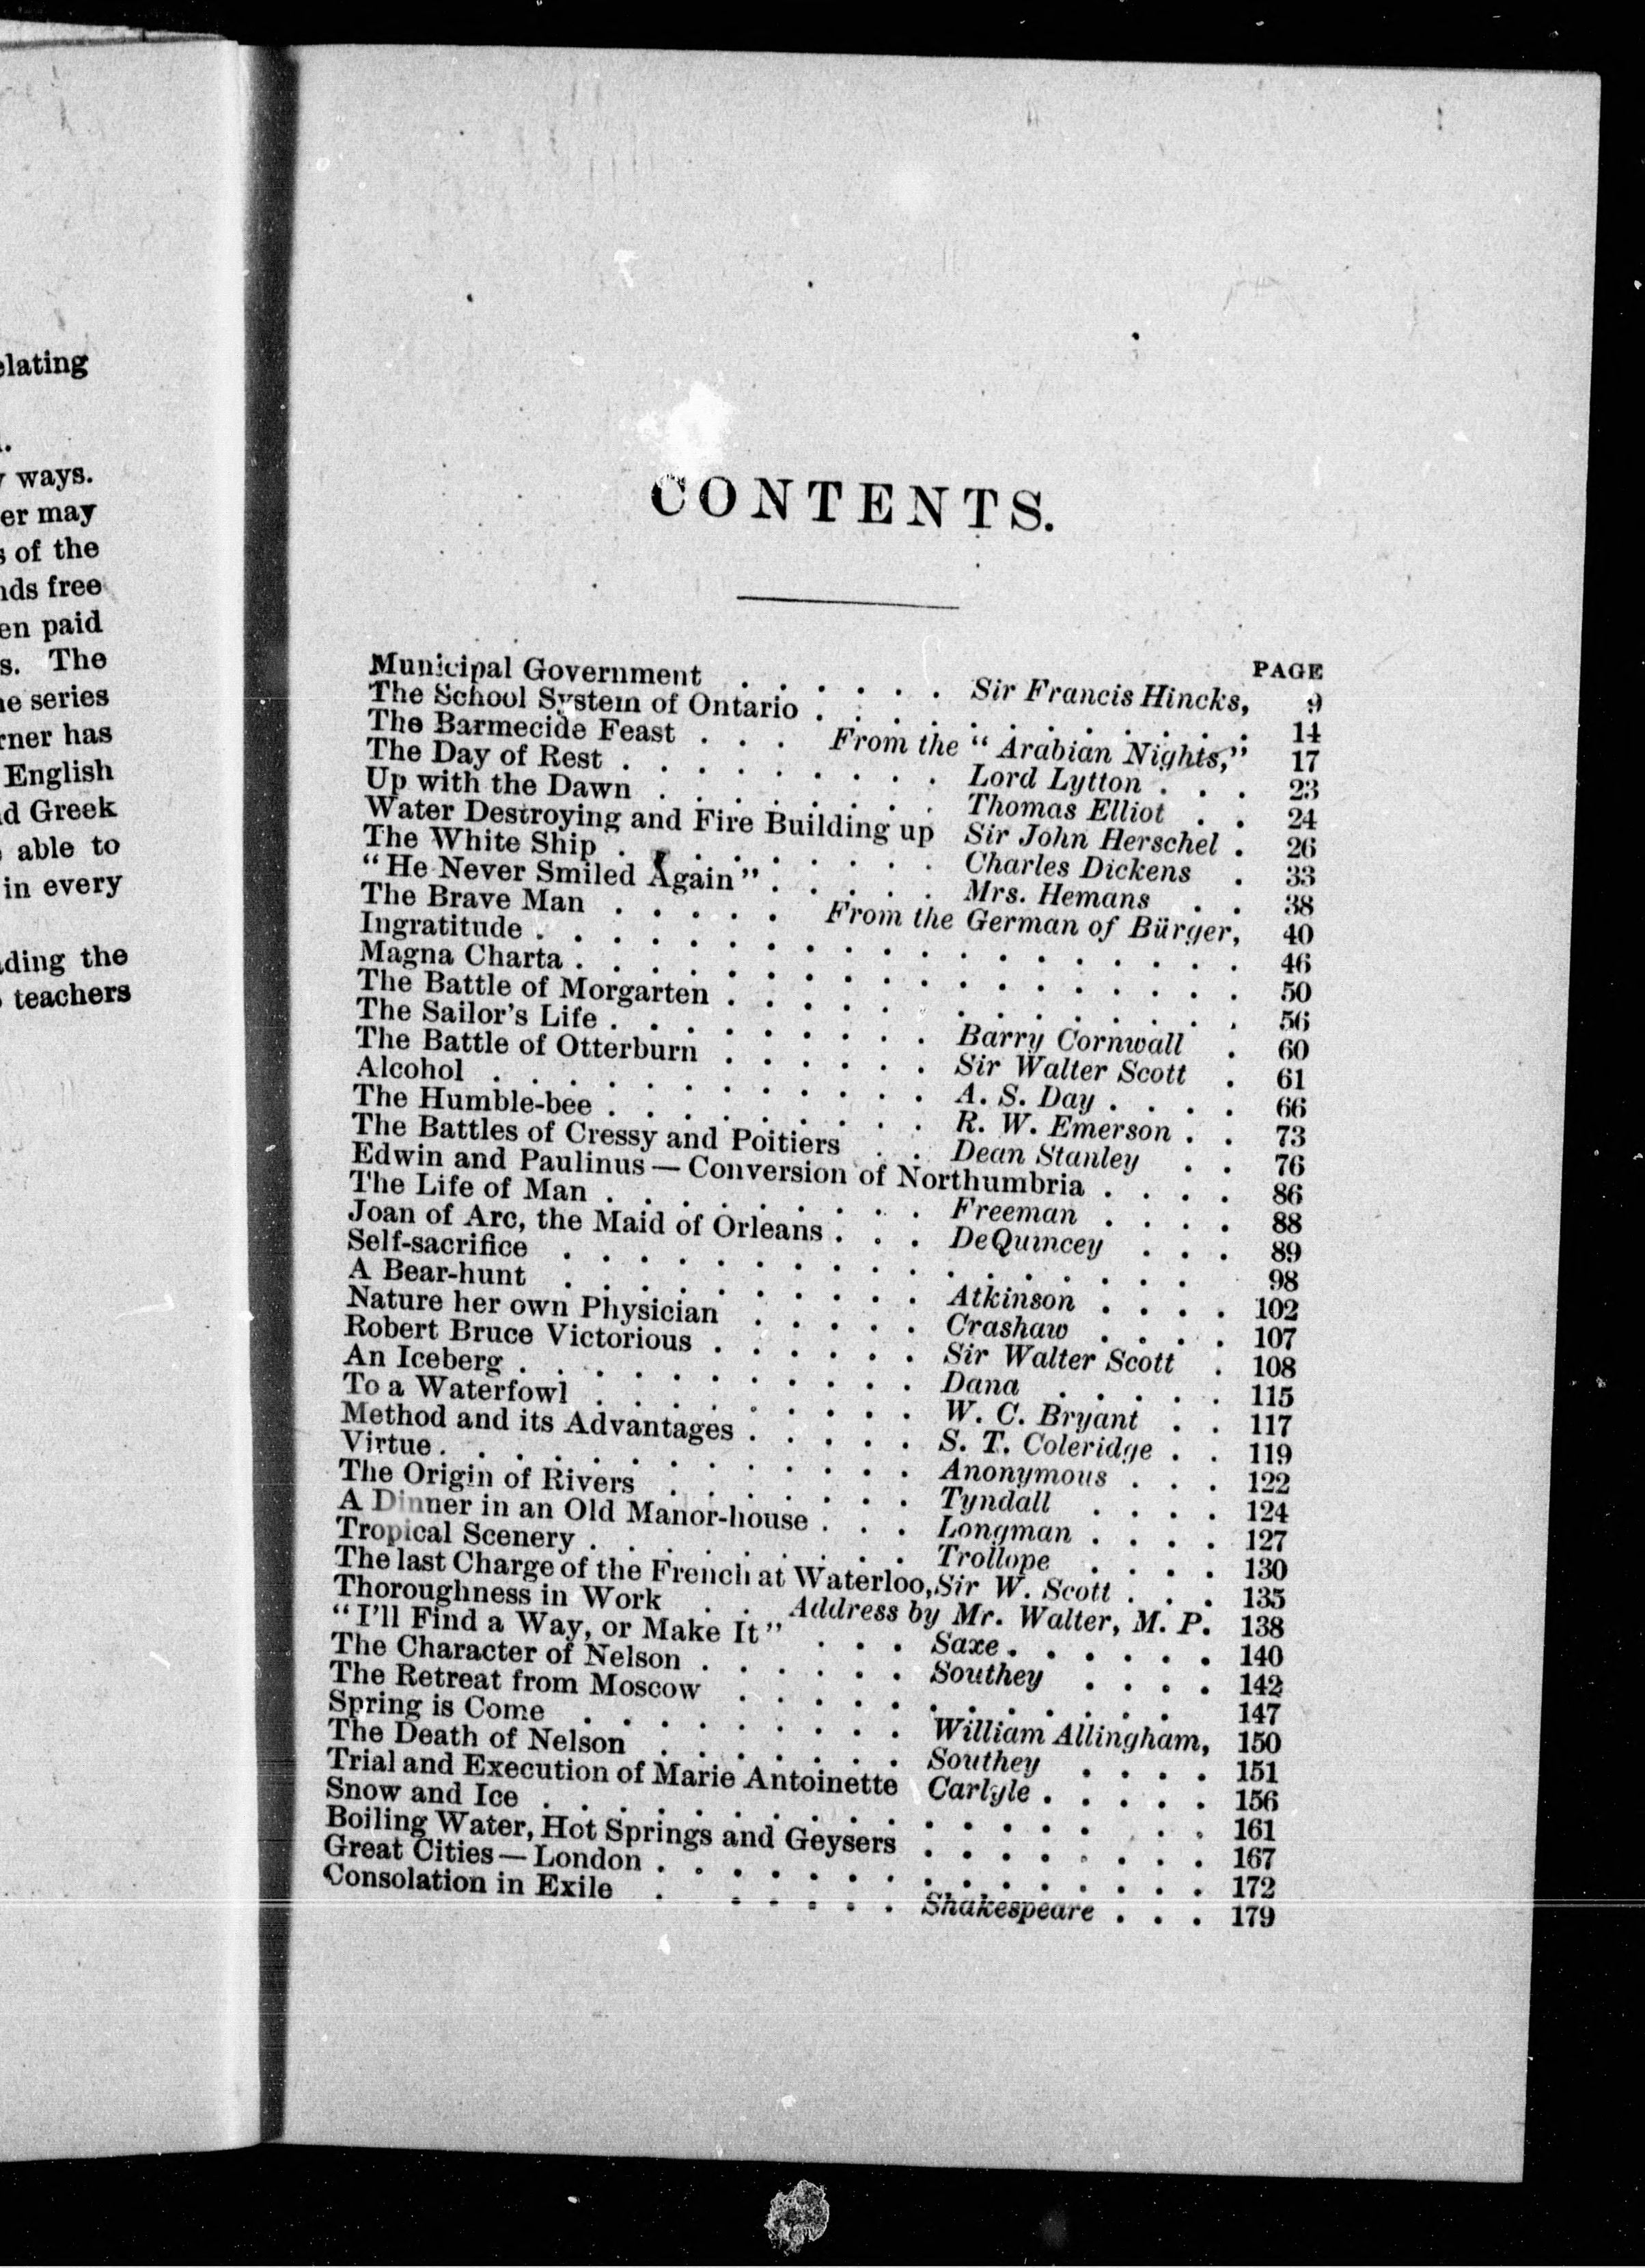 elating
ways.
er may
of the
nds free
en paid
s. The
ne series
rner has
English
d Greek
able to
in every
ding the
teachers
CONTENTS.
PAGE
Municipal Government . . . . . . Sir Francis Hincks, 9
The School System of Ontario . . . . . . . . . . . 14
The Barmecide Feast . . . From the "Arabian Nights," 17
The Day of Rest . . . . . . . . . Lord Lytton . . . 23
Up with the Dawn . . . . . . . . Thomas Elliot . . 24
Water Destroying and Fire Building up Sir John Herschel . 26
The White Ship . . . . . . . . . Charles Dickens . 33
"He Never Smiled Again" . . . . . Mrs. Hemans . . 38
The Brave Man . . . . . From the German of Bürger, 40
Ingratitude . . . . . . . . . . . . . . . . . . . 46
Magna Charta . . . . . . . . . . . . . . . . . . 50
The Battle of Morgarten . . . . . . . . . . . . . 56
The Sailor's Life . . . . . . . . . Barry Cornwall . 60
The Battle of Otterburn . . . . . . Sir Walter Scott . 61
Alcohol . . . . . . . . . . . . A. S. Day . . . . 66
The Humble-bee . . . . . . . . . R. W. Emerson . . 73
The Battles of Cressy and Poitiers . . Dean Stanley . . 76
Edwin and Paulinus — Conversion of Northumbria . . . . 86
The Life of Man . . . . . . . . . Freeman . . . . 88
Joan of Arc, the Maid of Orleans . . . DeQuincey . . . 89
Self-sacrifice . . . . . . . . . . . . . . . . . 98
A Bear-hunt . . . . . . . . . . Atkinson . . . . 102
Nature her own Physician . . . . . Crashaw . . . . 107
Robert Bruce Victorious . . . . . . Sir Walter Scott . 108
An Iceberg . . . . . . . . . . . Dana . . . . . 115
To a Waterfowl . . . . . . . . . W. C. Bryant . . 117
Method and its Advantages . . . . . S. T. Coleridge . . 119
Virtue . . . . . . . . . . . . . Anonymous . . . 122
The Origin of Rivers . . . . . . . Tyndall . . . . 124
A Dinner in an Old Manor-house . . . Longman . . . . 127
Tropical Scenery . . . . . . . . . Trollope . . . . 130
The last Charge of the French at Waterloo, Sir W. Scott . . . 135
Thoroughness in Work . . Address by Mr. Walter, M. P. 138
"I'll Find a Way, or Make It" . . . Saxe . . . . . . 140
The Character of Nelson . . . . . . Southey . . . . 142
The Retreat from Moscow . . . . . . . . . . . . 147
Spring is Come . . . . . . . . . William Allingham, 150
The Death of Nelson . . . . . . . Southey . . . . 151
Trial and Execution of Marie Antoinette Carlyle . . . . . 156
Snow and Ice . . . . . . . . . . . . . . . . . 161
Boiling Water, Hot Springs and Geysers . . . . . . . . 167
Great Cities — London . . . . . . . . . . . . . . . 172
Consolation in Exile . . . . . . Shakespeare . . . 179